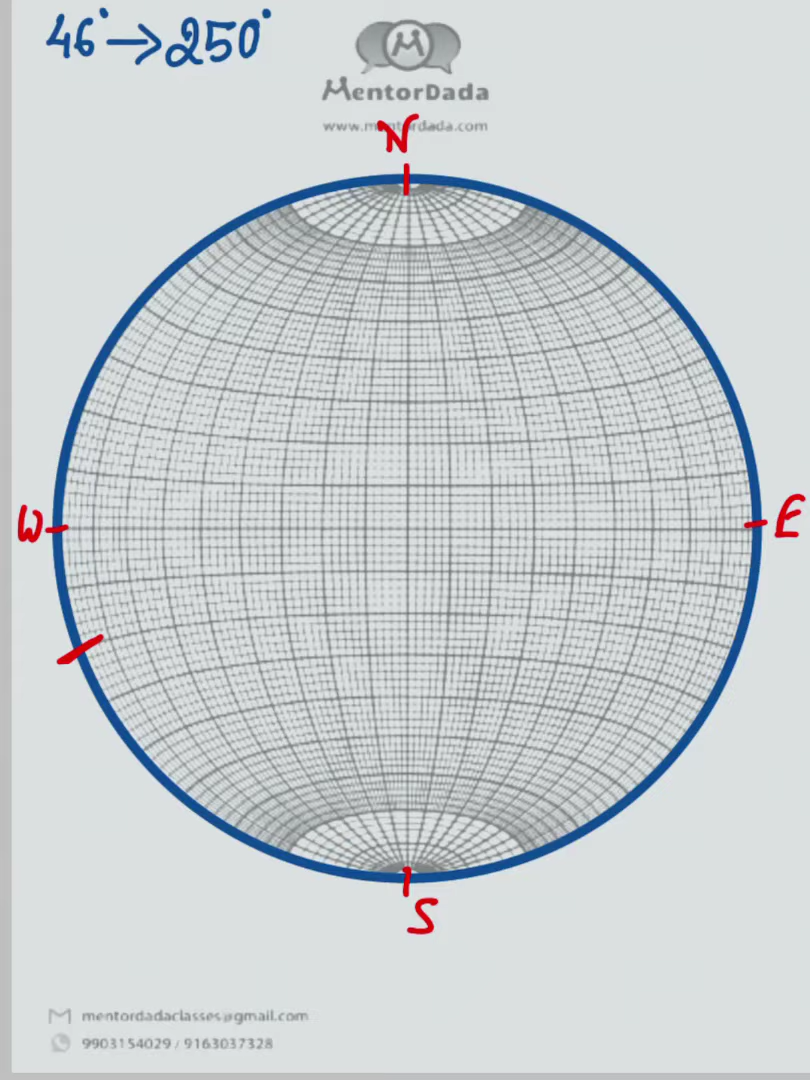 46° → 250°
MentorDada
www.mentordada.com
N
W
E
S
mentordadaclasses@gmail.com
9903154029 / 9163037328